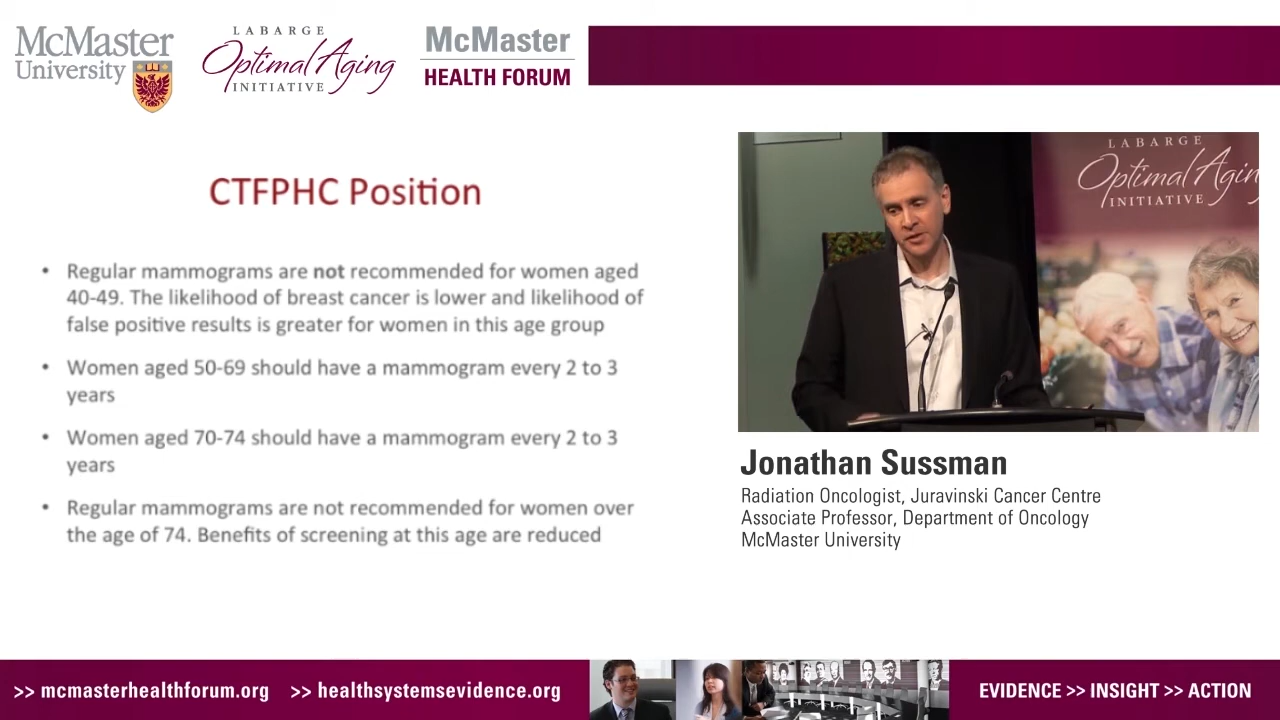 McMaster
University
LABARGE
Optimal Aging
INITIATIVE
McMaster
HEALTH FORUM
CTFPHC Position
• Regular mammograms are not recommended for women aged
40-49. The likelihood of breast cancer is lower and likelihood of
false positive results is greater for women in this age group
• Women aged 50-69 should have a mammogram every 2 to 3
years
• Women aged 70-74 should have a mammogram every 2 to 3
years
• Regular mammograms are not recommended for women over
the age of 74. Benefits of screening at this age are reduced
LABARGE
Optimal Agin
INITIATIVE
Jonathan Sussman
Radiation Oncologist, Juravinski Cancer Centre
Associate Professor, Department of Oncology
McMaster University
>> mcmasterhealthforum.org >> healthsystemsevidence.org
EVIDENCE >> INSIGHT >> ACTION